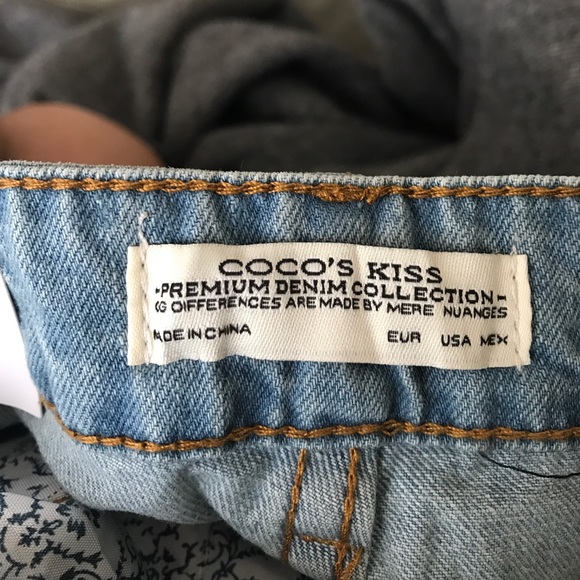 COCO'S KISS
-PREMIUM DENIM COLLECTION-
DIFFERENCES ARE MADE BY MERE NUANGES
MADE IN CHINA EUR USA MEX